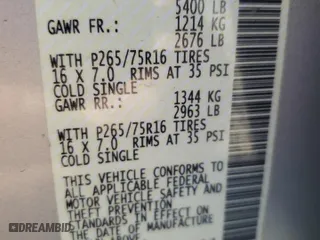 5400 LB
GAWR FR.: 1214 KG
2676 LB
WITH P265/75R16 TIRES
16 X 7.0 RIMS AT 35 PSI
COLD SINGLE
GAWR RR.: 1344 KG
2963 LB
WITH P265/75R16 TIRES
16 X 7.0 RIMS AT 35 PSI
COLD SINGLE
THIS VEHICLE CONFORMS TO
ALL APPLICABLE FEDERAL
MOTOR VEHICLE SAFETY AND
THEFT PREVENTION
STANDARDS IN EFFECT ON
THE DATE OF MANUFACTURE
DREAMBID